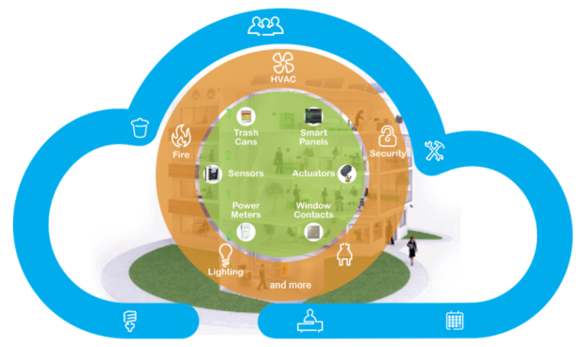 HVAC
Trash
Cans
Smart
Panels
Fire
Security
Sensors
Actuators
Power
Meters
Window
Contacts
Lighting
and more